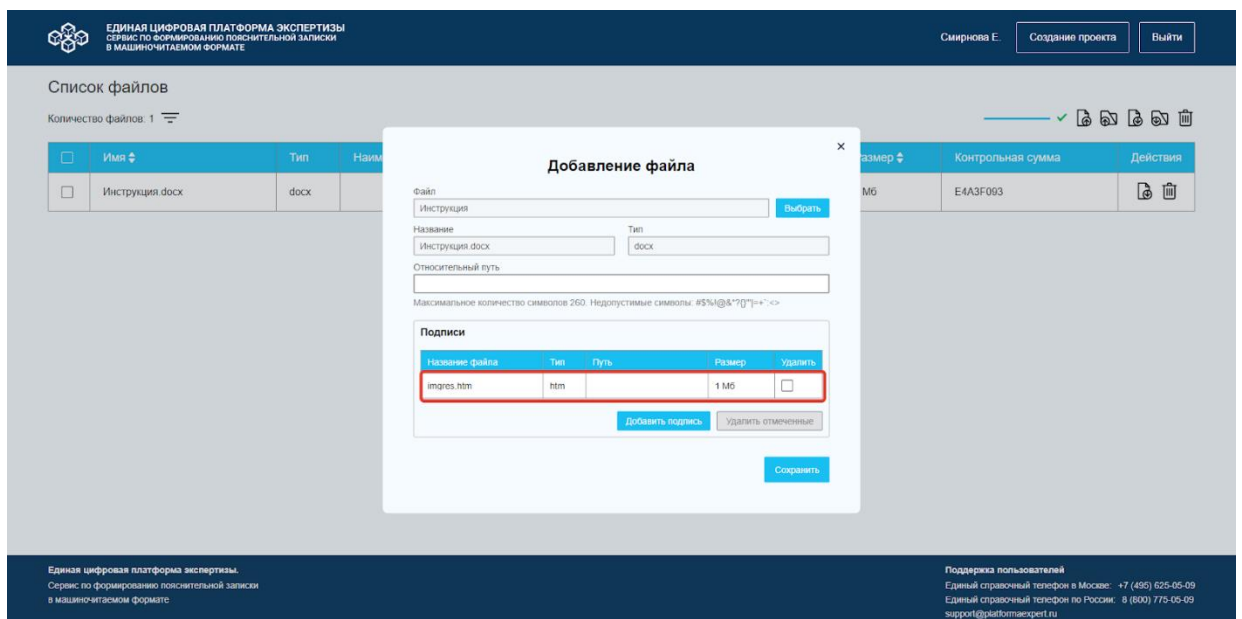 ЕДИНАЯ ЦИФРОВАЯ ПЛАТФОРМА ЭКСПЕРТИЗЫ
СЕРВИС ПО ФОРМИРОВАНИЮ ПОЯСНИТЕЛЬНОЙ ЗАПИСКИ
В МАШИНОЧИТАЕМОМ ФОРМАТЕ
Смирнова Е. Создание проекта Выйти
Список файлов
Количество файлов: 1
Имя Тип Наим азмер Контрольная сумма Действия
Инструкция.docx docx Мб E4A3F093
×
Добавление файла
Файл
Инструкция Выбрать
Название Тип
Инструкция.docx docx
Относительный путь
Максимальное количество символов 260. Недопустимые символы:
Подписи
Название файла Тип Путь Размер Удалить
imgres.htm htm 1 Мб
Добавить подпись Удалить отмеченные
Сохранить
Единая цифровая платформа экспертизы.
Сервис по формированию пояснительной записки
в машиночитаемом формате
Поддержка пользователей
Единый справочный телефон в Москве: +7 (495) 625-05-09
Единый справочный телефон по России: 8 (800) 775-05-09
support@platformaexpert.ru